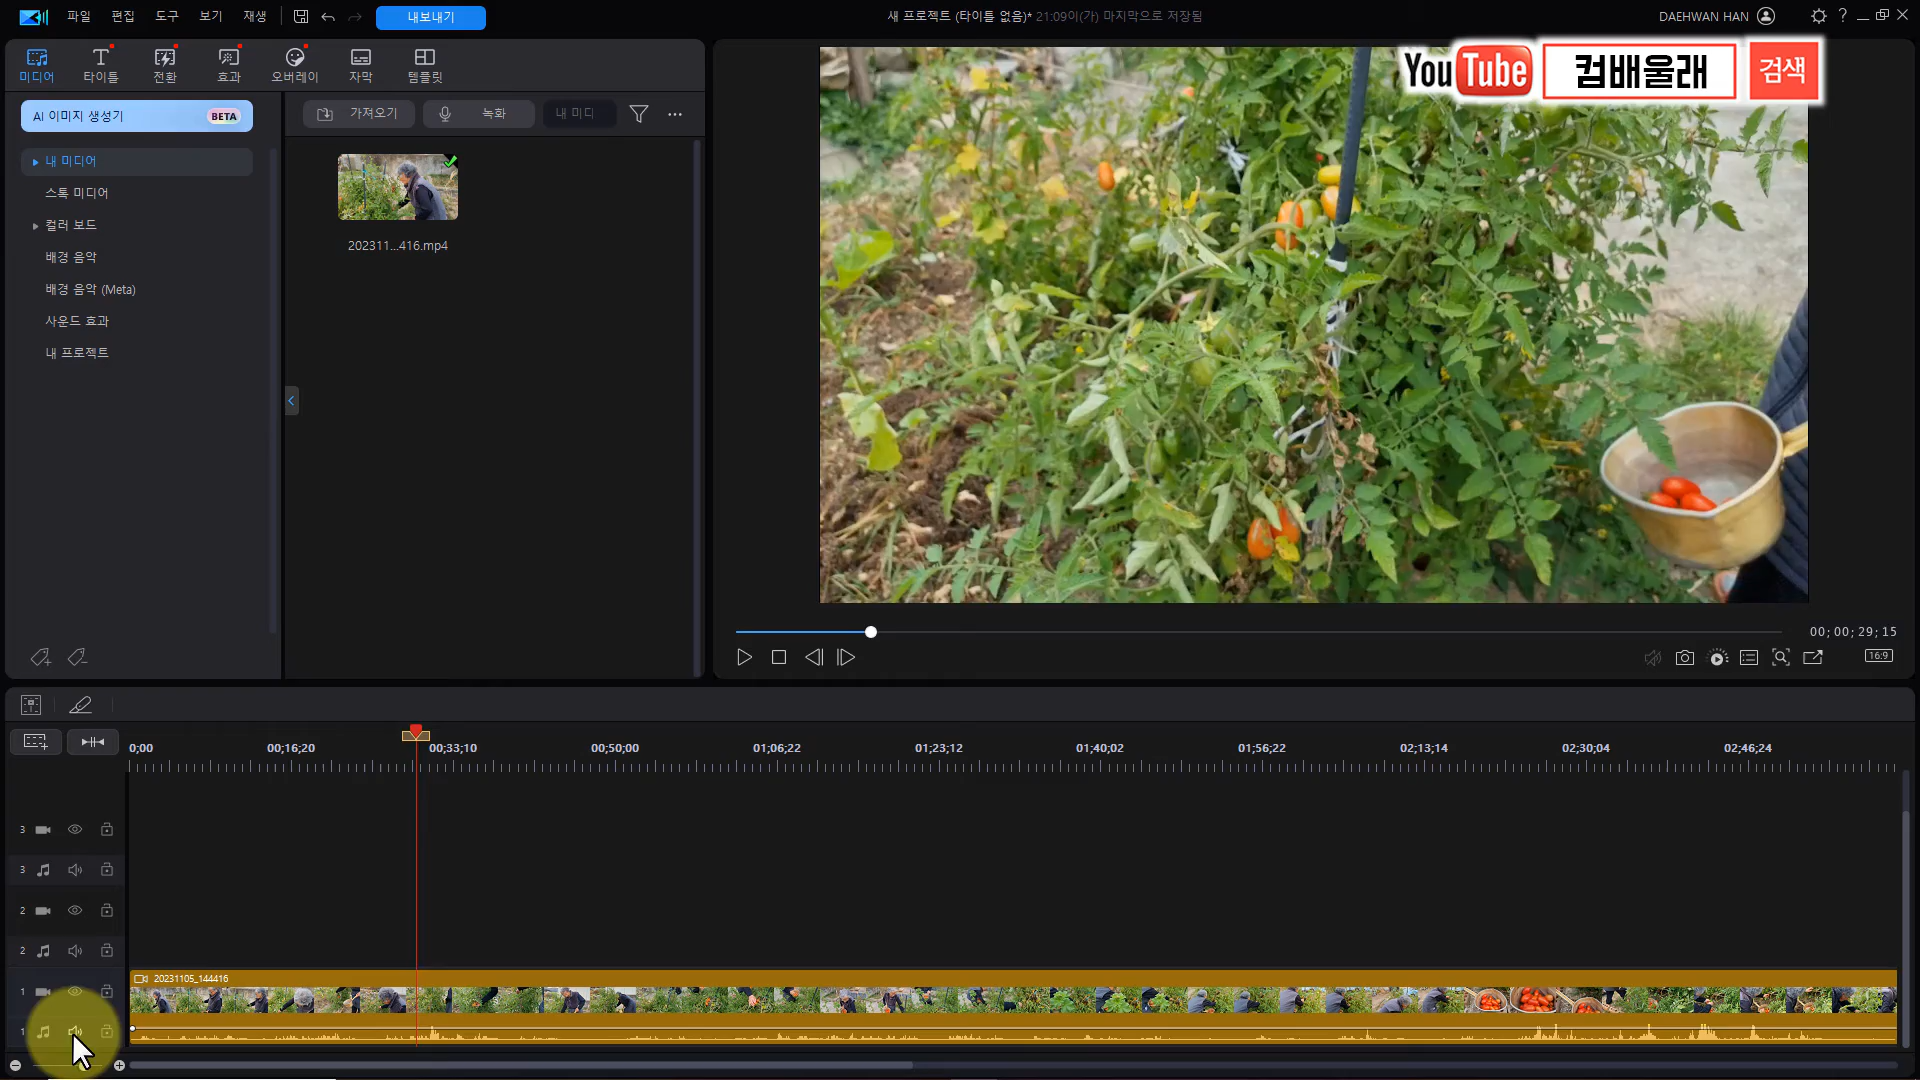 파일 편집 도구 보기 재생 내보내기 새 프로젝트 (타이틀 없음)* 21:09이(가) 마지막으로 저장됨 DAEHWAN HAN ?
미디어 타이틀 전환 효과 오버레이 자막 템플릿
YouTube 컴배울래 검색
AI 이미지 생성기 BETA
가져오기 녹화 내 미디
내 미디어
스톡 미디어
컬러 보드
배경 음악
배경 음악 (Meta)
사운드 효과
내 프로젝트
202311...416.mp4
00;00;29;15
16:9
0;00 00;16;20 00;33;10 00;50;00 01;06;22 01;23;12 01;40;02 01;56;22 02;13;14 02;30;04 02;46;24
3
3
2
2
20231105_144416
1
1